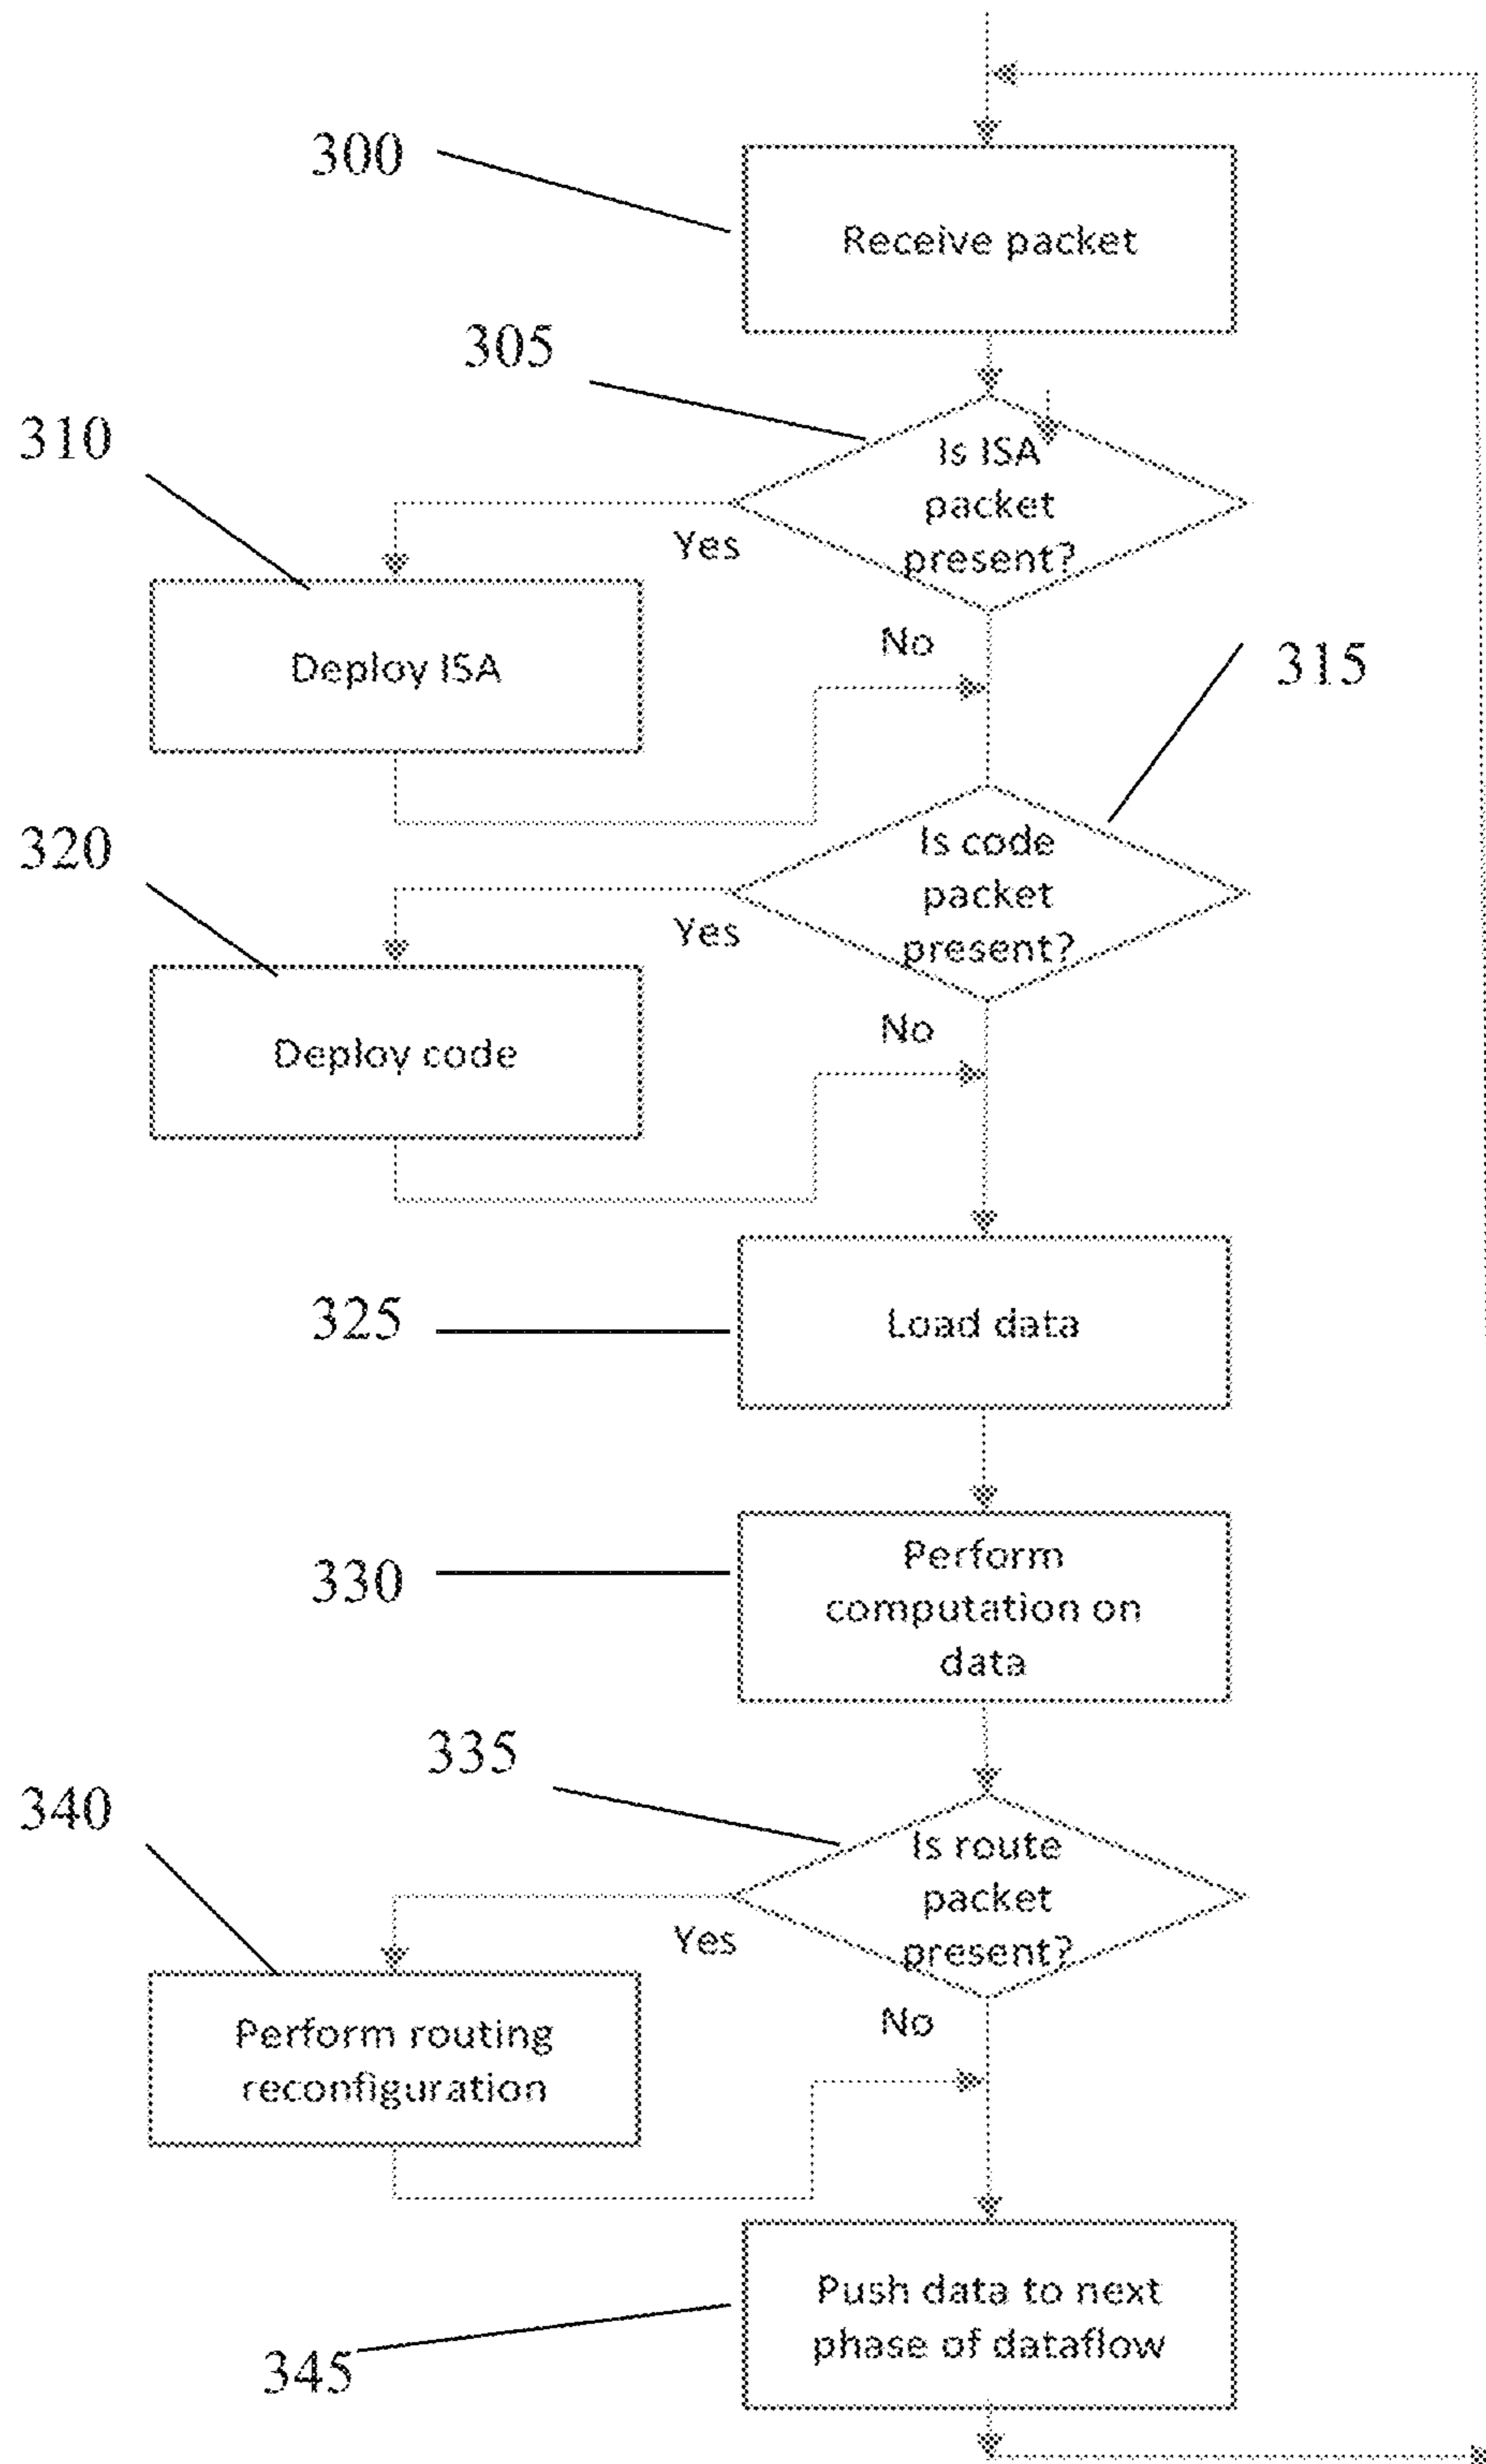 300
Receive packet
305
310
Is ISA
packet
present?
Yes
No
Deploy ISA
315
320
Is code
packet
present?
Yes
No
Deploy code
325
Load data
330
Perform
computation on
data
335
340
Is route
packet
present?
Yes
No
Perform routing
reconfiguration
345
Push data to next
phase of dataflow